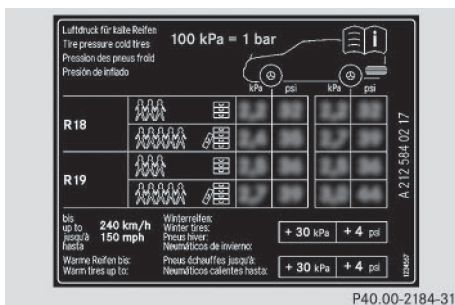 Luftdruck für kalte Reifen
Tire pressure cold tires
Pression des pneus froid
Presión de inflado
100 kPa = 1 bar
kPa psi kPa psi
R18
R19
A 212 584 02 17
bis
up to
jusqu'à
hasta
240 km/h
150 mph
Winterreifen:
Winter tires:
Pneus hiver:
Neumáticos de invierno:
+ 30 kPa + 4 psi
Warme Reifen bis:
Warm tires up to:
Pneus échauffes jusqu'à:
Neumáticos calientes hasta:
+ 30 kPa + 4 psi
1234567
P40.00-2184-31